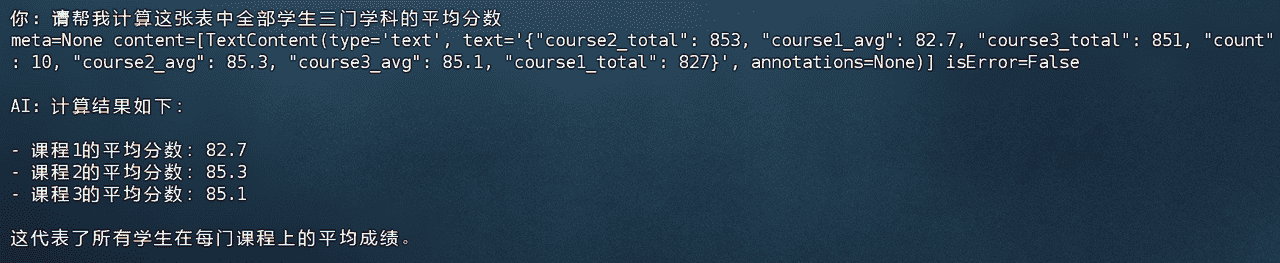 你: 请帮我计算这张表中全部学生三门学科的平均分数
meta=None content=[TextContent(type='text', text='{"course2_total": 853, "course1_avg": 82.7, "course3_total": 851, "count"
: 10, "course2_avg": 85.3, "course3_avg": 85.1, "course1_total": 827}', annotations=None)] isError=False
AI: 计算结果如下:
- 课程1的平均分数: 82.7
- 课程2的平均分数: 85.3
- 课程3的平均分数: 85.1
这代表了所有学生在每门课程上的平均成绩。